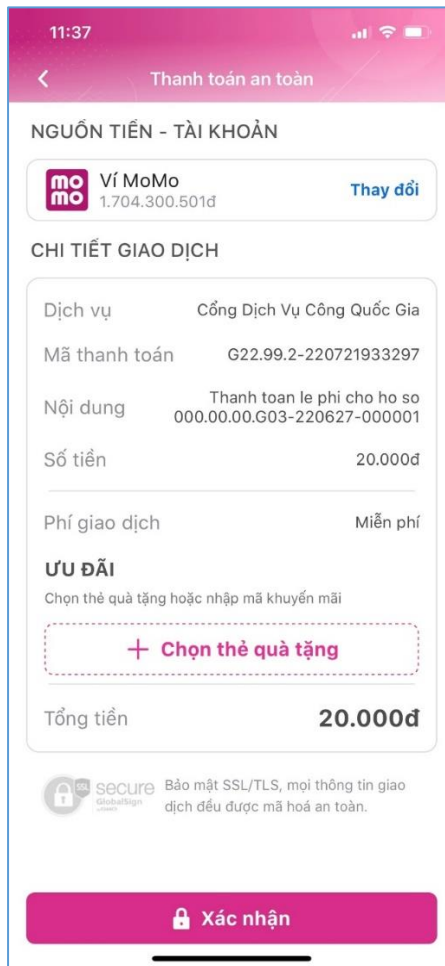 11:37
Thanh toán an toàn
NGUỒN TIỀN - TÀI KHOẢN
mo
mo
Ví MoMo
1.704.300.501đ
Thay đổi
CHI TIẾT GIAO DỊCH
Dịch vụ
Cổng Dịch Vụ Công Quốc Gia
Mã thanh toán
G22.99.2-220721933297
Nội dung
Thanh toan le phi cho ho so
000.00.00.G03-220627-000001
Số tiền
20.000đ
Phí giao dịch
Miễn phí
ƯU ĐÃI
Chọn thẻ quà tặng hoặc nhập mã khuyến mãi
+ Chọn thẻ quà tặng
Tổng tiền
20.000đ
SSL
secure
GlobalSign
Bảo mật SSL/TLS, mọi thông tin giao
dịch đều được mã hoá an toàn.
Xác nhận